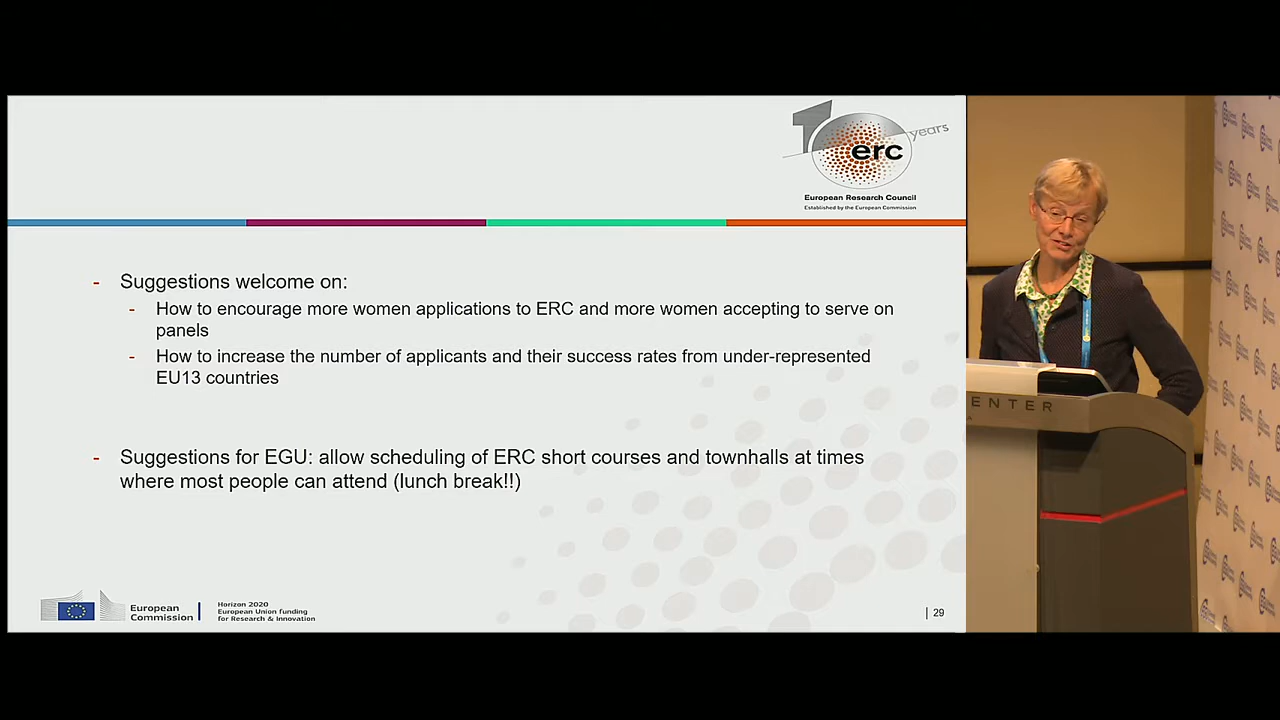 years
erc
European Research Council
Established by the European Commission
- Suggestions welcome on:
- How to encourage more women applications to ERC and more women accepting to serve on
panels
- How to increase the number of applicants and their success rates from under-represented
EU13 countries
- Suggestions for EGU: allow scheduling of ERC short courses and townhalls at times
where most people can attend (lunch break!!)
European
Commission
Horizon 2020
European Union funding
for Research & Innovation
| 29
ENTER